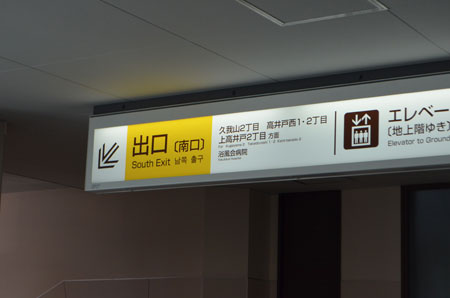 出口〔南口〕
South Exit 남쪽 출구
久我山2丁目 高井戸西1・2丁目
上高井戸2丁目 方面
浴風会病院
エレベー
〔地上階ゆき〕
Elevator to Ground